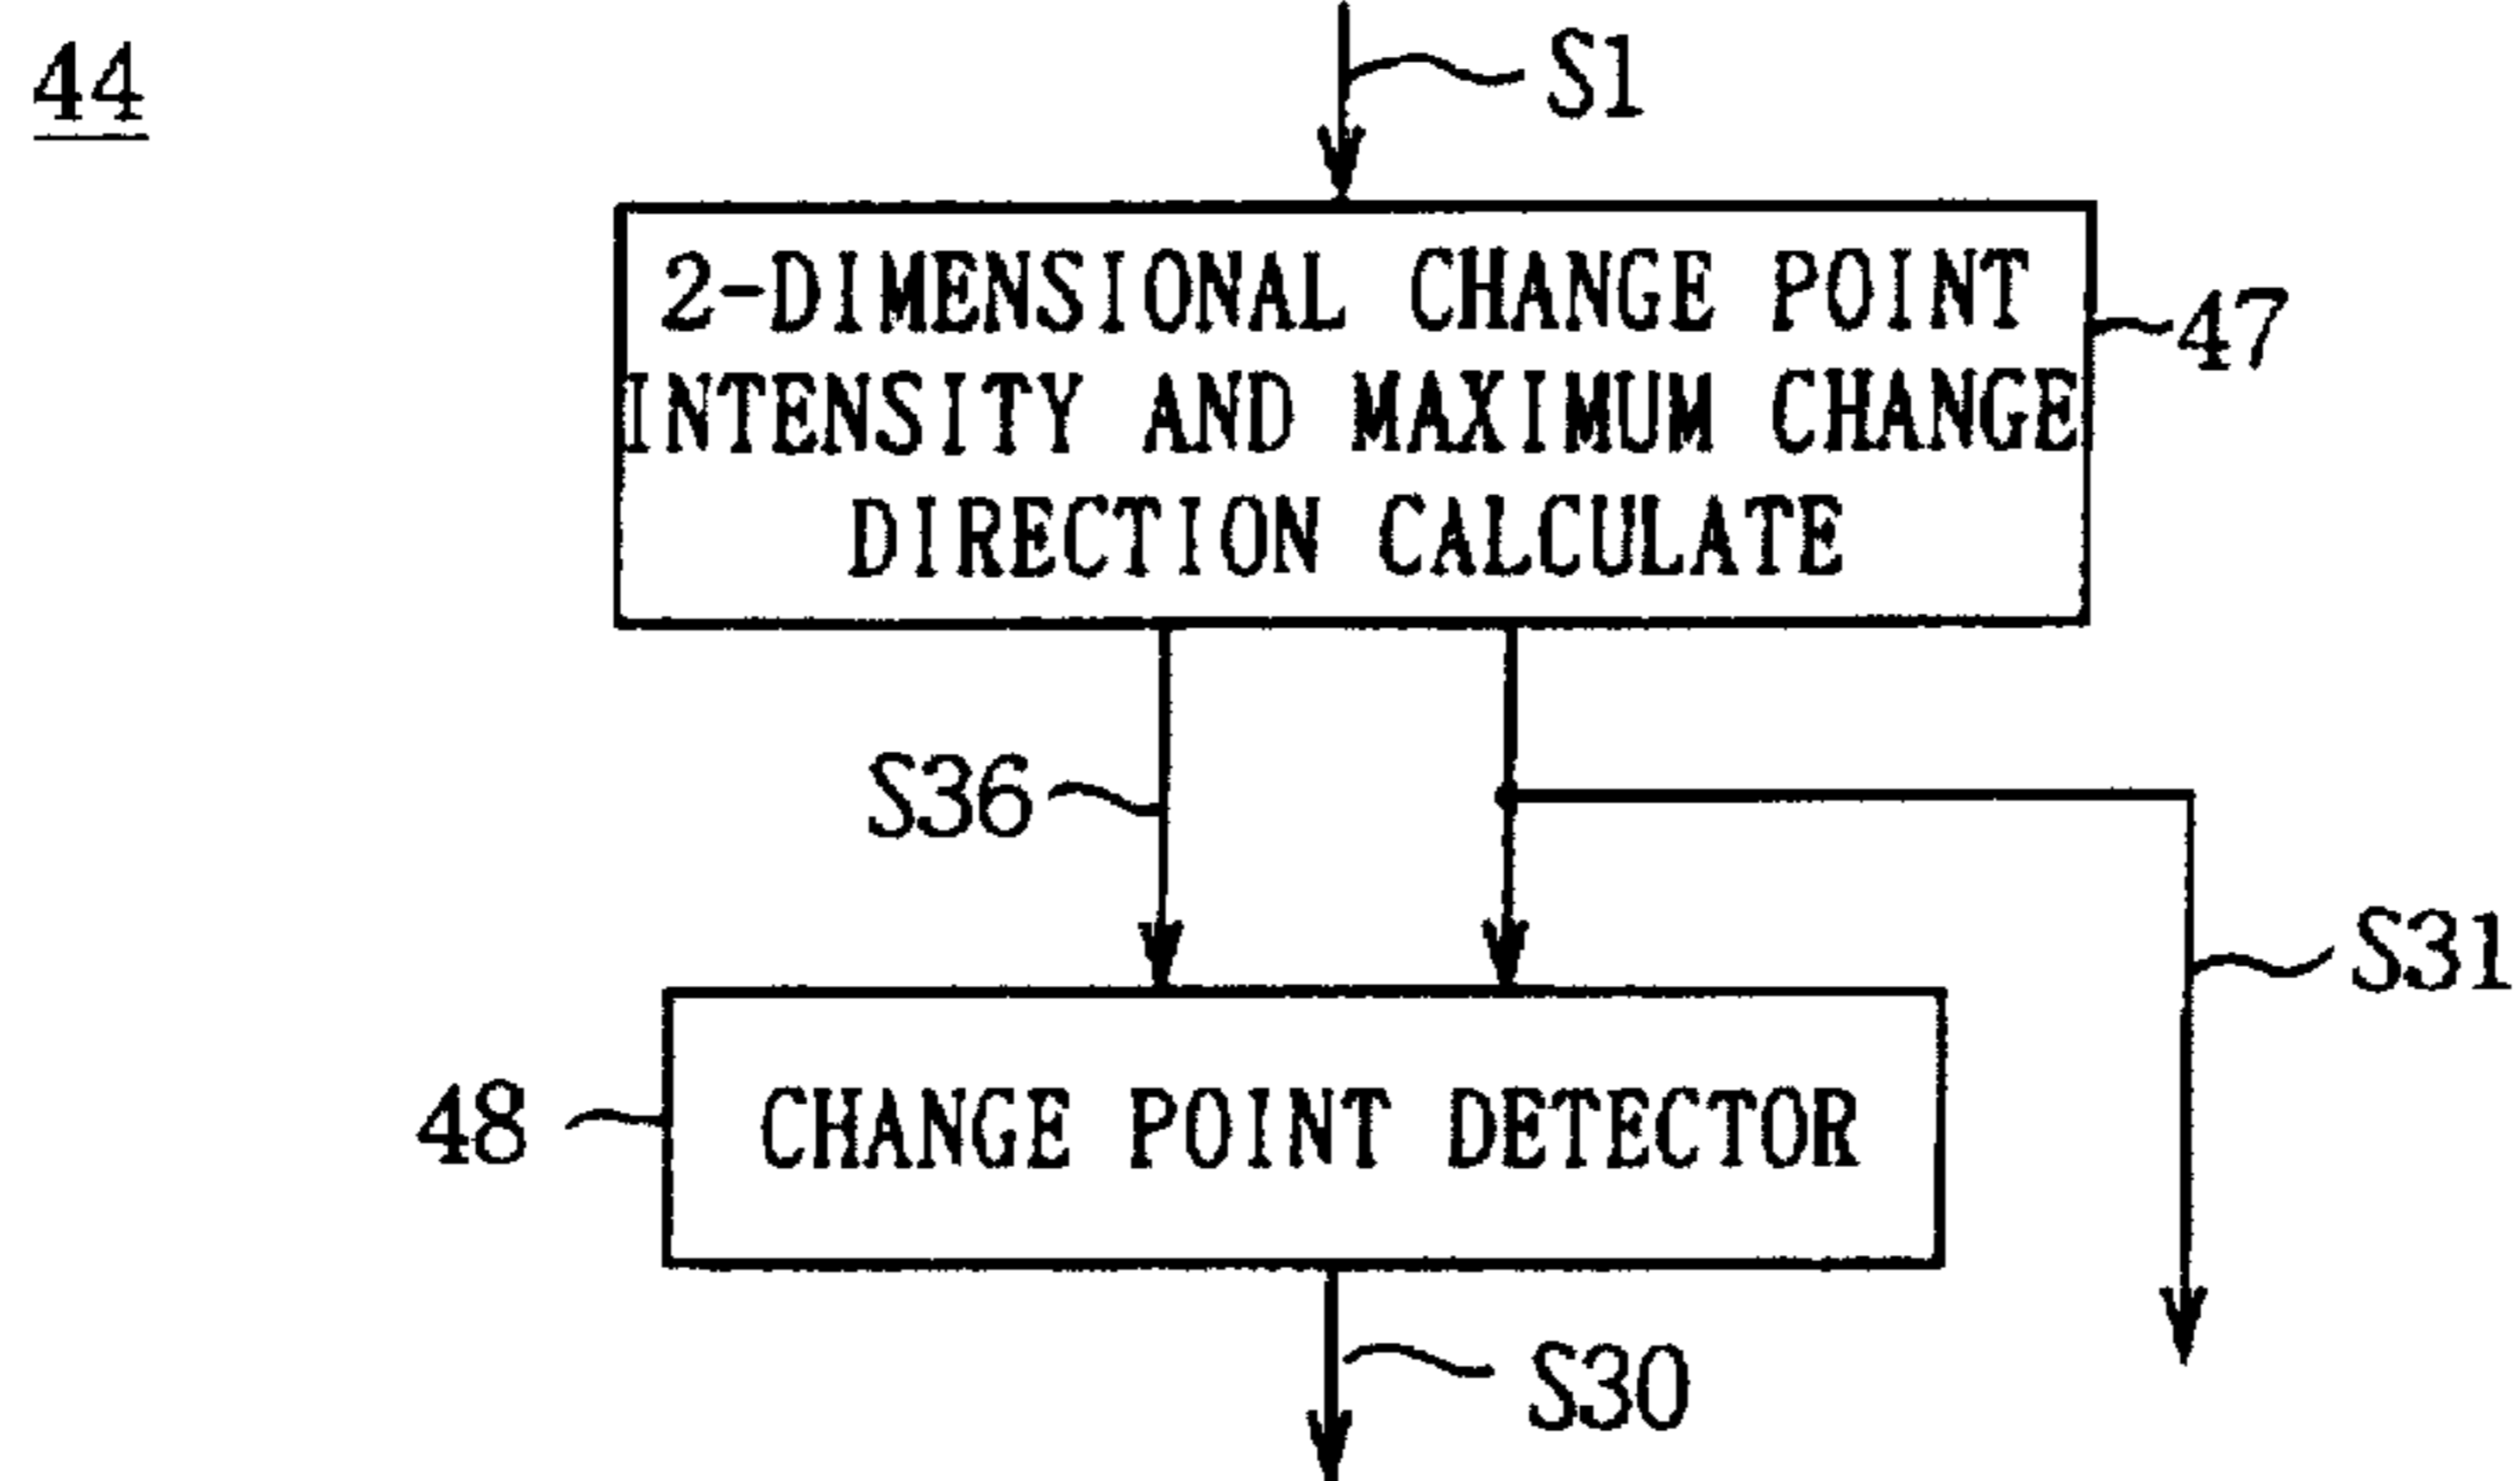 44
S1
2-DIMENSIONAL CHANGE POINT
INTENSITY AND MAXIMUM CHANGE
DIRECTION CALCULATE
47
S36
S31
48
CHANGE POINT DETECTOR
S30